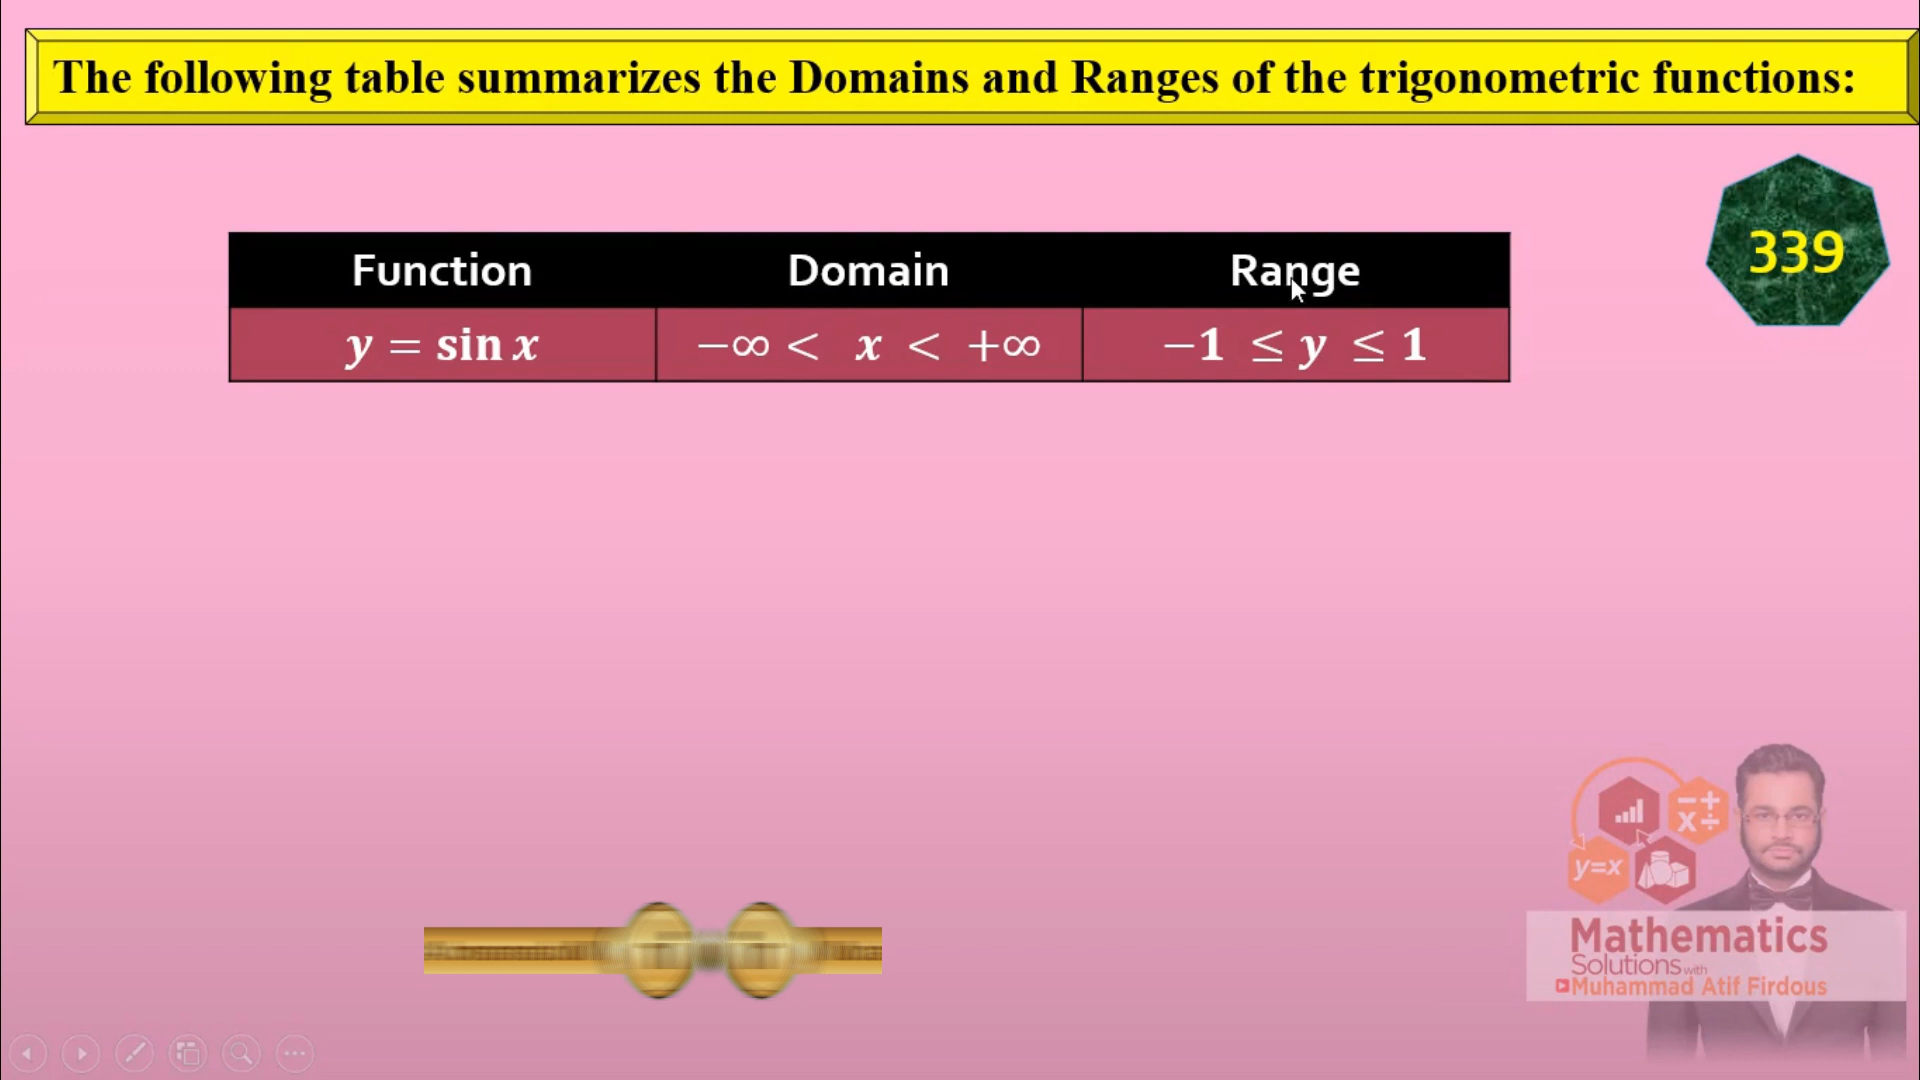 The following table summarizes the Domains and Ranges of the trigonometric functions:
339
Function Domain Range
y = sin x −∞ < x < +∞ −1 ≤ y ≤ 1
y=x
Mathematics
Solutions with
Muhammad Atif Firdous